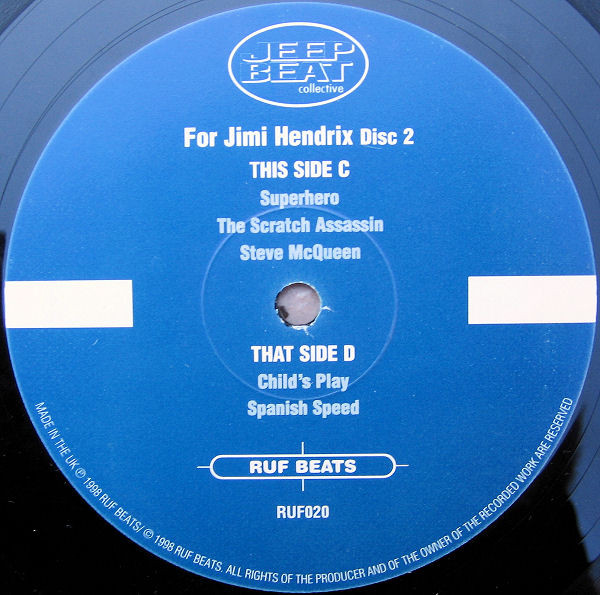 JEEP
BEAT
collective
For Jimi Hendrix Disc 2
THIS SIDE C
Superhero
The Scratch Assassin
Steve McQueen
THAT SIDE D
Child's Play
Spanish Speed
RUF BEATS
RUF020
MADE IN THE UK ℗ 1998 RUF BEATS/ © 1998 RUF BEATS. ALL RIGHTS OF THE PRODUCER AND OF THE OWNER OF THE RECORDED WORK ARE RESERVED